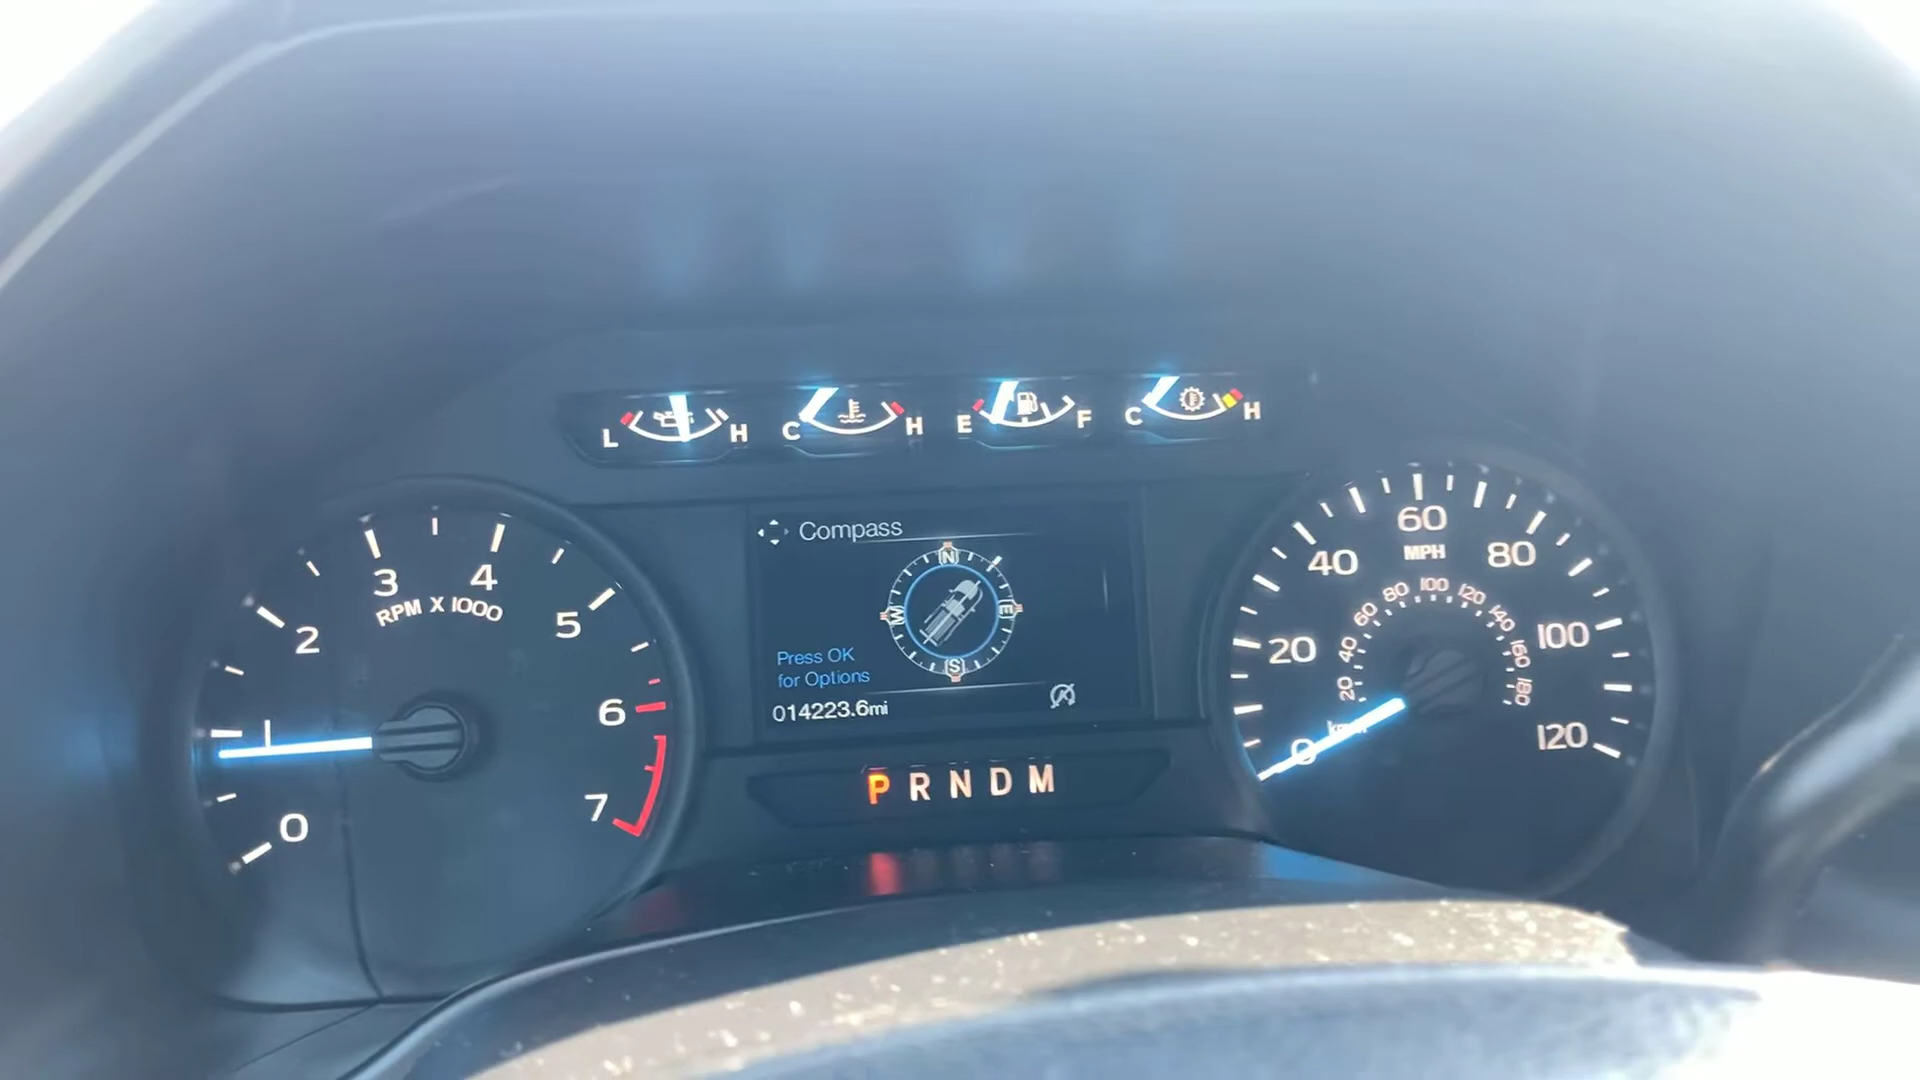 L H C H E F C H
Compass
N
W E
S
Press OK
for Options
014223.6mi
P R N D M
0 2 3 4 5 6 7
RPM X 1000
0 20 40 60 80 100 120
MPH
20 40 60 80 100 120 140 160 180